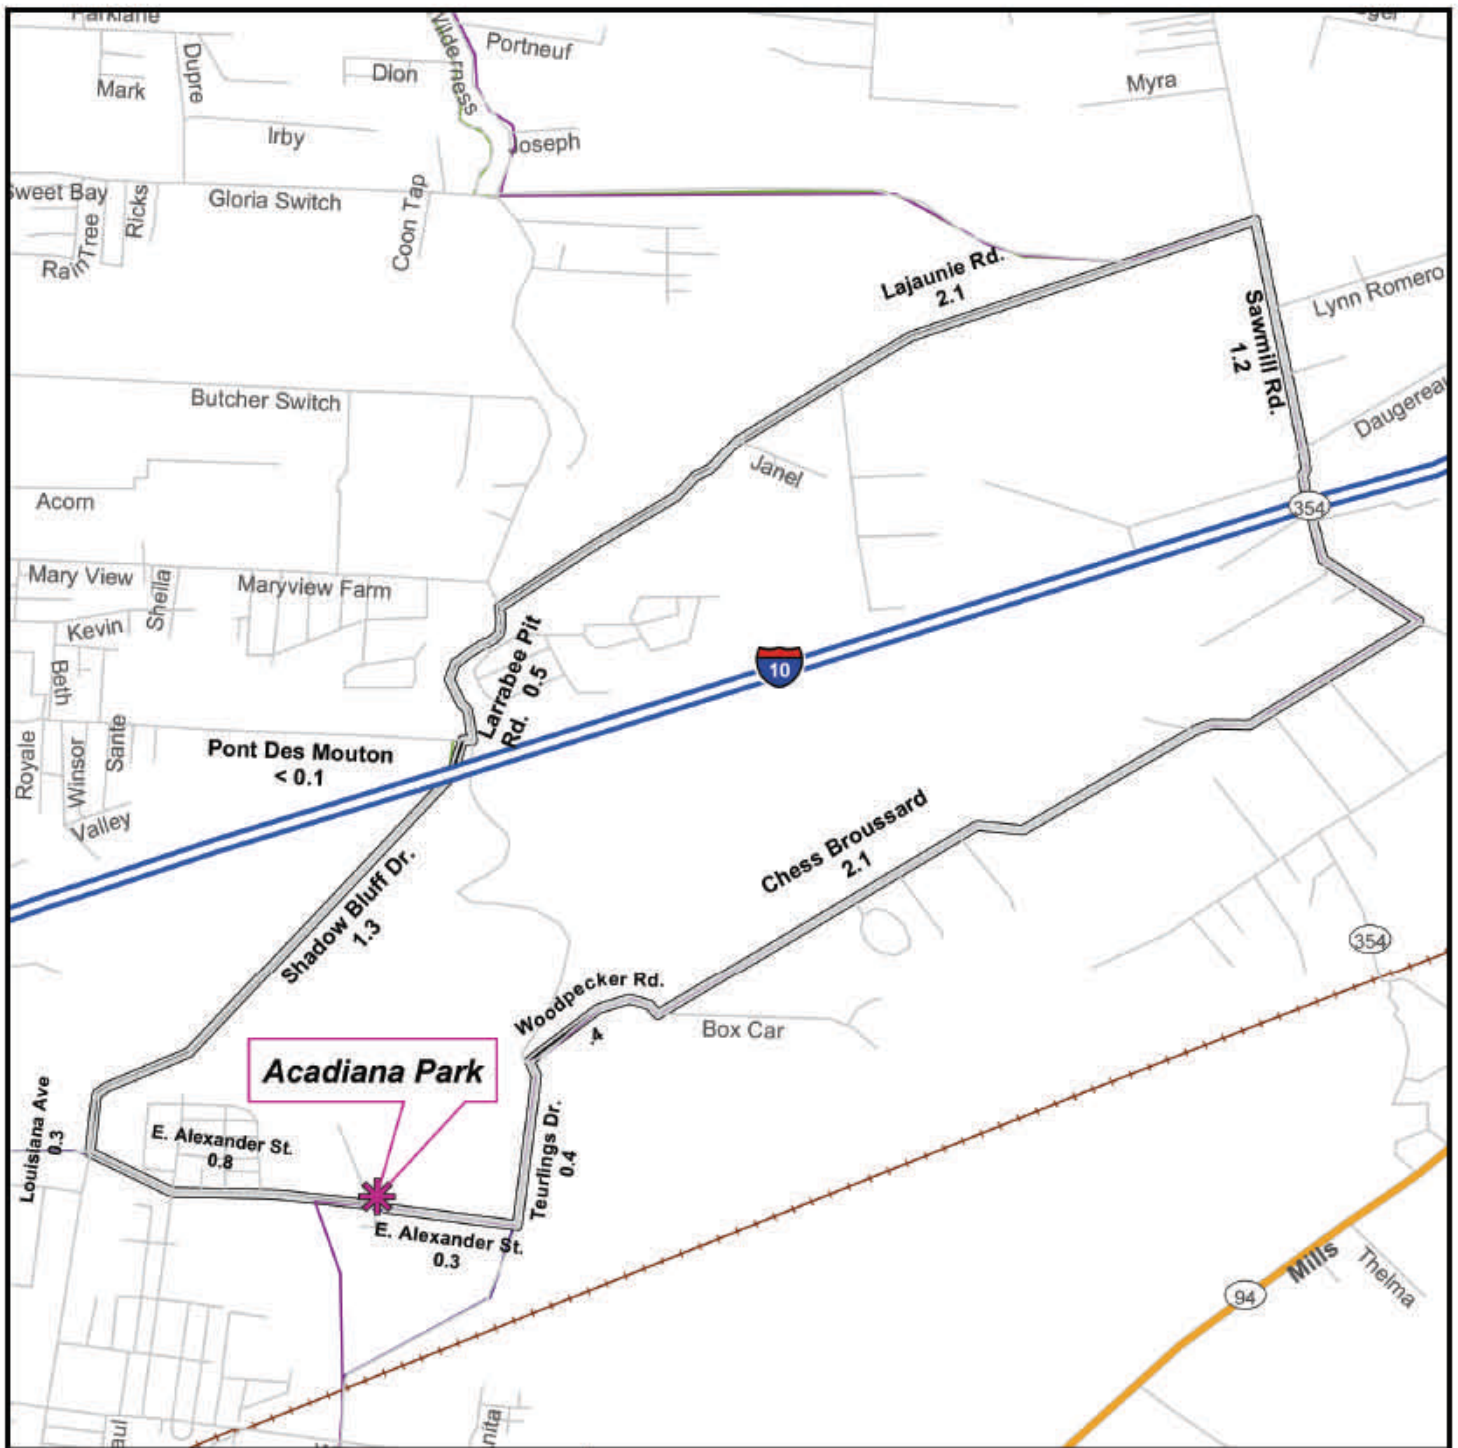 Parklane
Wilderness
Portneuf
Dupre
Dion
Mark
Myra
Irby
Joseph
Sweet Bay
Ricks
Gloria Switch
Coon Tap
RainTree
Lajaunie Rd.
2.1
Lynn Romero
Sawmill Rd.
1.2
Butcher Switch
Daugereau
Janel
Acorn
354
Mary View
Sheila
Maryview Farm
Kevin
Larrabee Pit
Rd. 0.5
Beth
10
Royale
Winsor
Sante
Pont Des Mouton
< 0.1
Valley
Chess Broussard
2.1
Shadow Bluff Dr.
1.3
354
Woodpecker Rd.
.4
Box Car
Acadiana Park
Louisiana Ave
0.3
E. Alexander St.
0.8
Teurlings Dr.
0.4
E. Alexander St.
0.3
Mills
Thelma
94
aul
nita